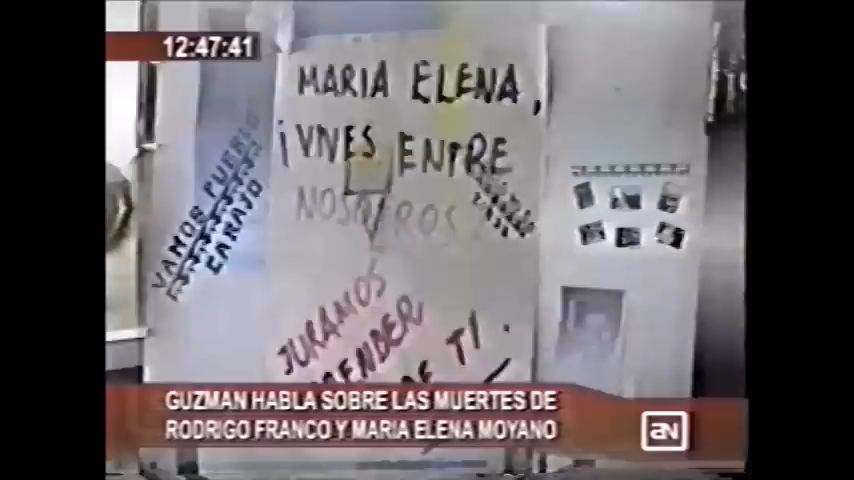 12:47:41
MARIA ELENA,
¡VIVES ENTRE
NOSOTROS
VAMOS PUEBLO
CARAJO
JURAMOS
DE TI.
GUZMAN HABLA SOBRE LAS MUERTES DE
RODRIGO FRANCO Y MARIA ELENA MOYANO
aN